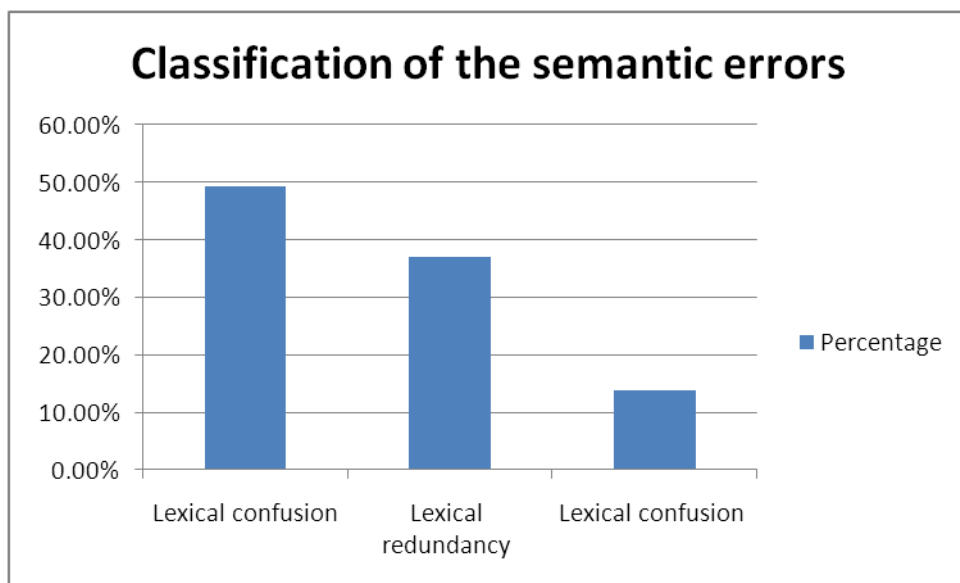 Classification of the semantic errors
60.00%
50.00%
40.00%
30.00%
20.00%
10.00%
0.00%
Lexical confusion
Lexical
redundancy
Lexical confusion
Percentage